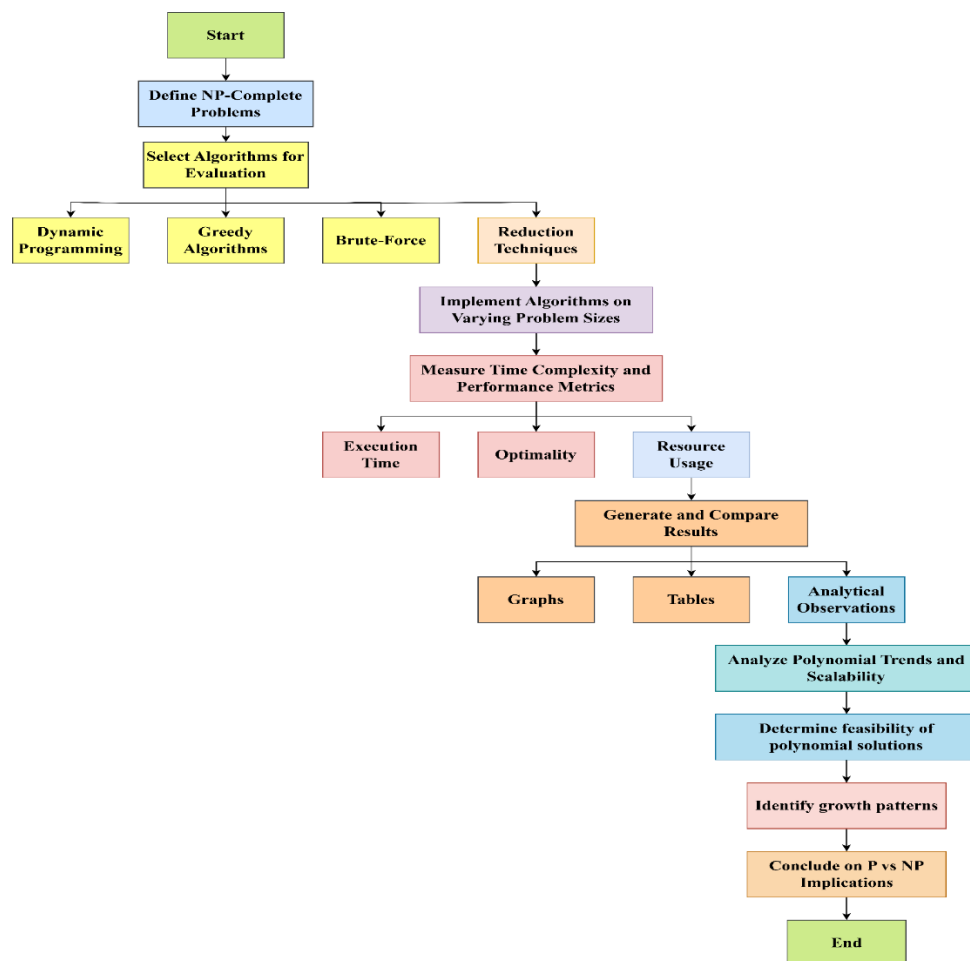 Start
Define NP-Complete
Problems
Select Algorithms for
Evaluation
Dynamic
Programming
Greedy
Algorithms
Brute-Force
Reduction
Techniques
Implement Algorithms on
Varying Problem Sizes
Measure Time Complexity and
Performance Metrics
Execution
Time
Optimality
Resource
Usage
Generate and Compare
Results
Graphs
Tables
Analytical
Observations
Analyze Polynomial Trends and
Scalability
Determine feasibility of
polynomial solutions
Identify growth patterns
Conclude on P vs NP
Implications
End